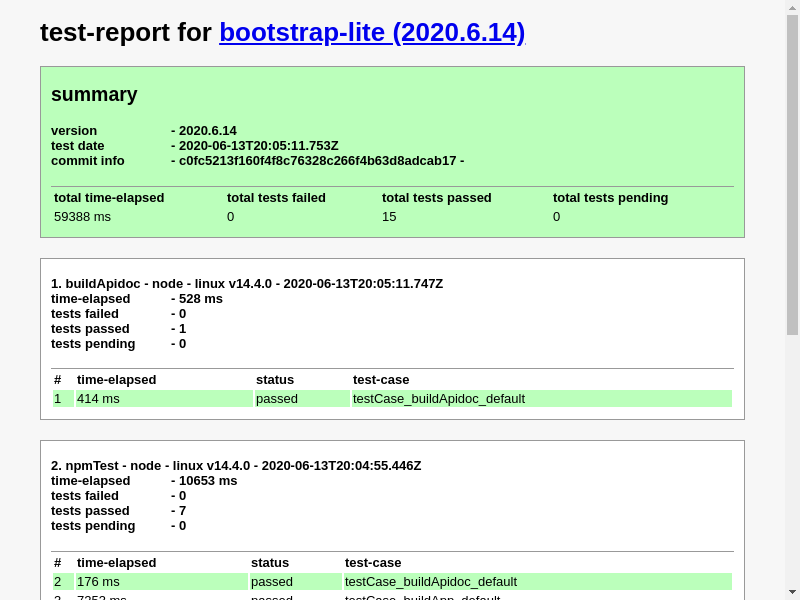 test-report for bootstrap-lite (2020.6.14)
summary
version - 2020.6.14
test date - 2020-06-13T20:05:11.753Z
commit info - c0fc5213f160f4f8c76328c266f4b63d8adcab17 -
total time-elapsed total tests failed total tests passed total tests pending
59388 ms 0 15 0
1. buildApidoc - node - linux v14.4.0 - 2020-06-13T20:05:11.747Z
time-elapsed - 528 ms
tests failed - 0
tests passed - 1
tests pending - 0
# time-elapsed status test-case
1 414 ms passed testCase_buildApidoc_default
2. npmTest - node - linux v14.4.0 - 2020-06-13T20:04:55.446Z
time-elapsed - 10653 ms
tests failed - 0
tests passed - 7
tests pending - 0
# time-elapsed status test-case
2 176 ms passed testCase_buildApidoc_default
passed testCase_buildApp_default